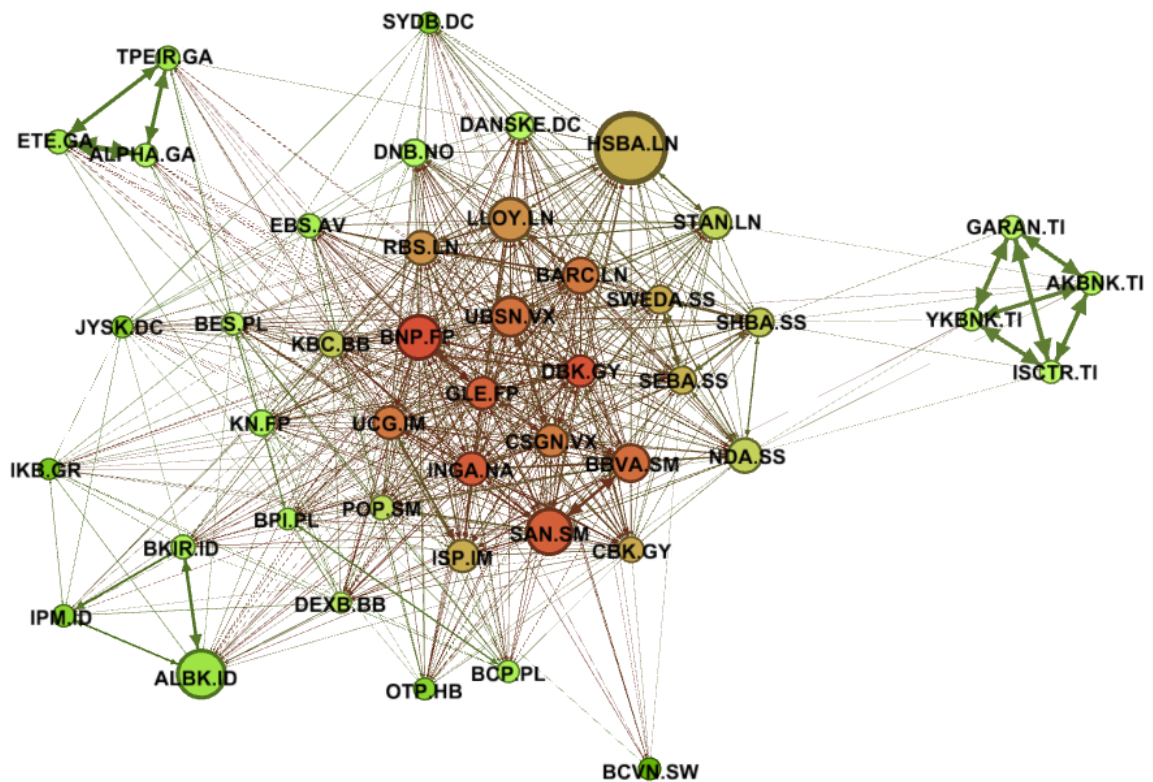 SYDB.DC
TPEIR.GA
DANSKE.DC
ETE.GA
ALPHA.GA
DNB.NO
HSBA.LN
EBS.AV
LLOY.LN
STAN.LN
RBS.LN
GARAN.TI
BARC.LN
AKBNK.TI
SWEDA.SS
JYSK.DC
BES.PL
KBC.BB
BNP.FP
UBSN.VX
SHBA.SS
YKBNK.TI
DBK.GY
SEBA.SS
ISCTR.TI
GLE.FP
KN.FP
UCG.IM
CSGN.VX
NDA.SS
IKB.GR
INGA.NA
BBVA.SM
BPI.PL
POP.SM
SAN.SM
BKIR.ID
ISP.IM
CBK.GY
IPM.ID
DEXB.BB
ALBK.ID
OTP.HB
BCP.PL
BCVN.SW